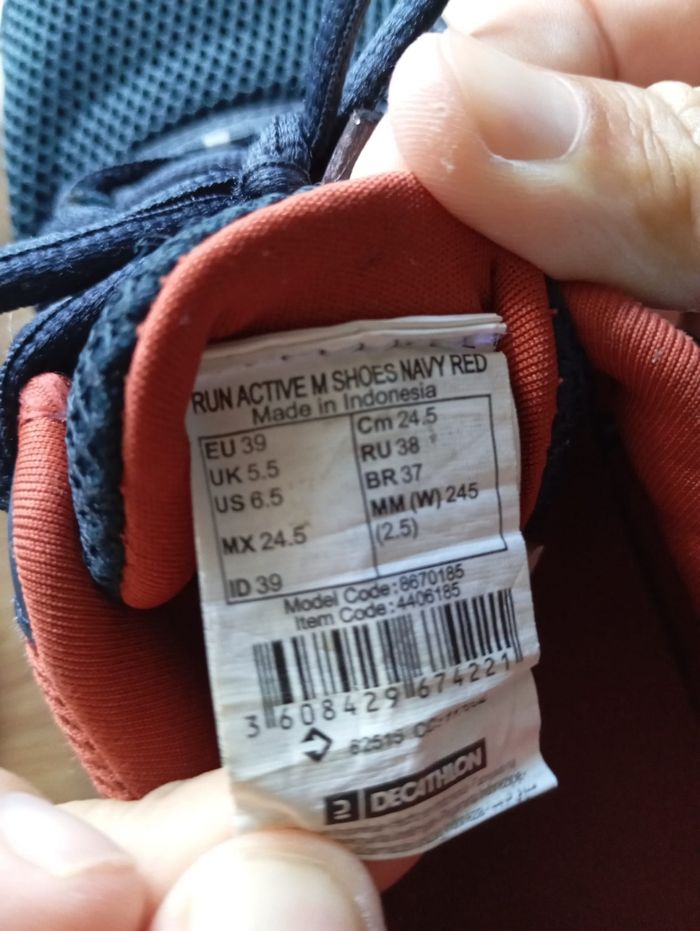 RUN ACTIVE M SHOES NAVY RED
Made in Indonesia
EU 39
UK 5.5
US 6.5
MX 24.5
ID 39
Cm 24.5
RU 38
BR 37
MM (W) 245
(2.5)
Model Code:8670185
Item Code:4406185
3 608429 674221
82515
DECATHLON